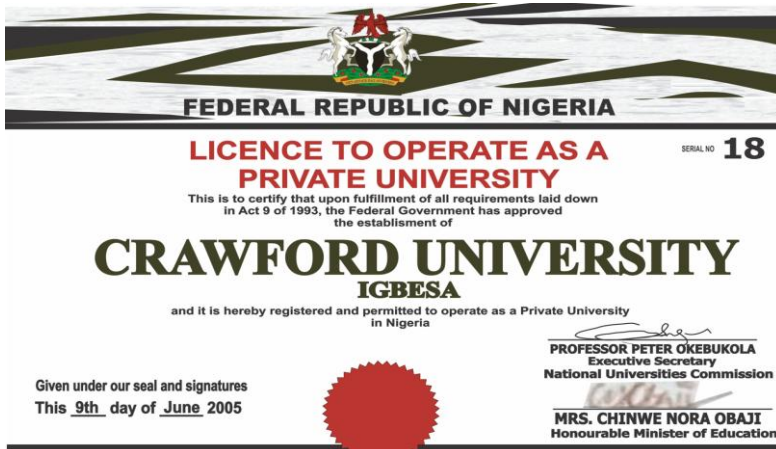 FEDERAL REPUBLIC OF NIGERIA
LICENCE TO OPERATE AS A
PRIVATE UNIVERSITY
SERIAL NO 18
This is to certify that upon fulfillment of all requirements laid down
in Act 9 of 1993, the Federal Government has approved
the establisment of
CRAWFORD UNIVERSITY
IGBESA
and it is hereby registered and permitted to operate as a Private University
in Nigeria
PROFESSOR PETER OKEBUKOLA
Executive Secretary
National Universities Commission
Given under our seal and signatures
This 9th day of June 2005
MRS. CHINWE NORA OBAJI
Honourable Minister of Education